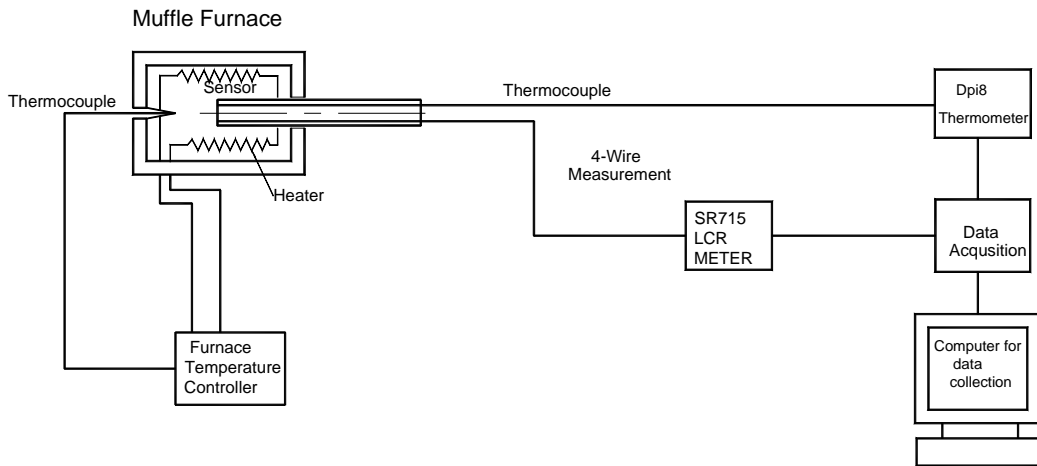 Muffle Furnace
Sensor
Thermocouple
Thermocouple
Dpi8
Thermometer
4-Wire
Measurement
Heater
SR715
LCR
METER
Data
Acqusition
Furnace
Temperature
Controller
Computer for
data
collection